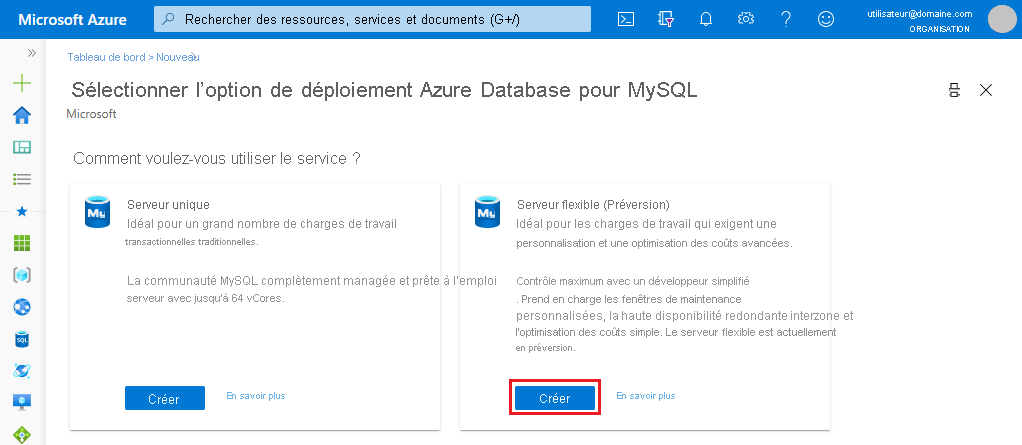 Microsoft Azure
Rechercher des ressources, services et documents (G+/)
utilisateur@domaine.com
ORGANISATION
Tableau de bord > Nouveau
Sélectionner l'option de déploiement Azure Database pour MySQL
Microsoft
Comment voulez-vous utiliser le service ?
My
Serveur unique
Idéal pour un grand nombre de charges de travail
transactionnelles traditionnelles.
La communauté MySQL complètement managée et prête à l'emploi
serveur avec jusqu'à 64 vCores.
Créer
En savoir plus
My
Serveur flexible (Préversion)
Idéal pour les charges de travail qui exigent une
personnalisation et une optimisation des coûts avancées.
Contrôle maximum avec un développeur simplifié
. Prend en charge les fenêtres de maintenance
personnalisées, la haute disponibilité redondante interzone et
l'optimisation des coûts simple. Le serveur flexible est actuellement
en préversion.
Créer
En savoir plus
SQL